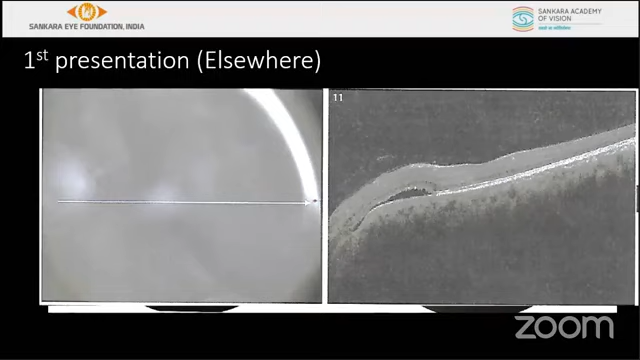 SANKARA EYE FOUNDATION, INDIA
SANKARA ACADEMY
OF VISION
1st presentation (Elsewhere)
11
zoom